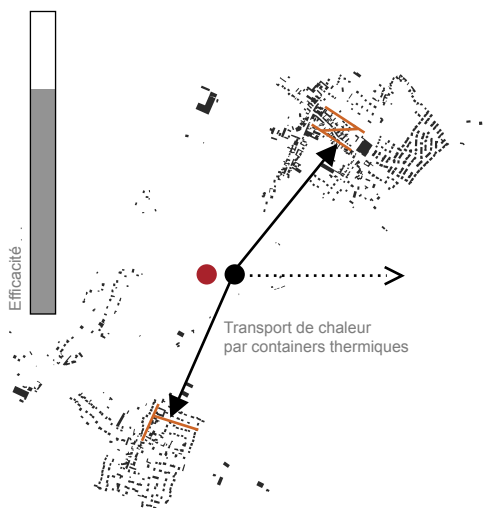 Efficacité
Transport de chaleur
par containers thermiques